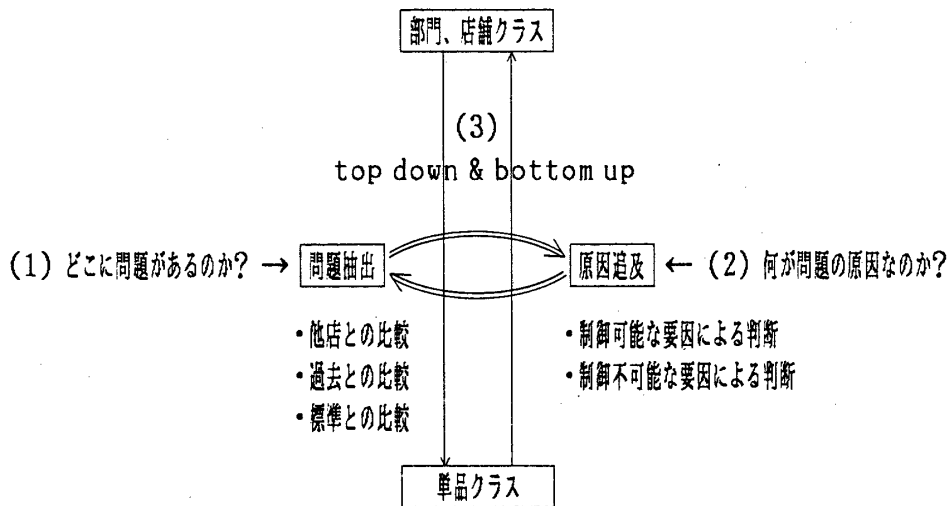 部門、店舗クラス
(3)
top down & bottom up
(1) どこに問題があるのか? → 問題抽出
原因追及 ← (2) 何が問題の原因なのか?
・他店との比較
・過去との比較
・標準との比較
・制御可能な要因による判断
・制御不可能な要因による判断
単品クラス